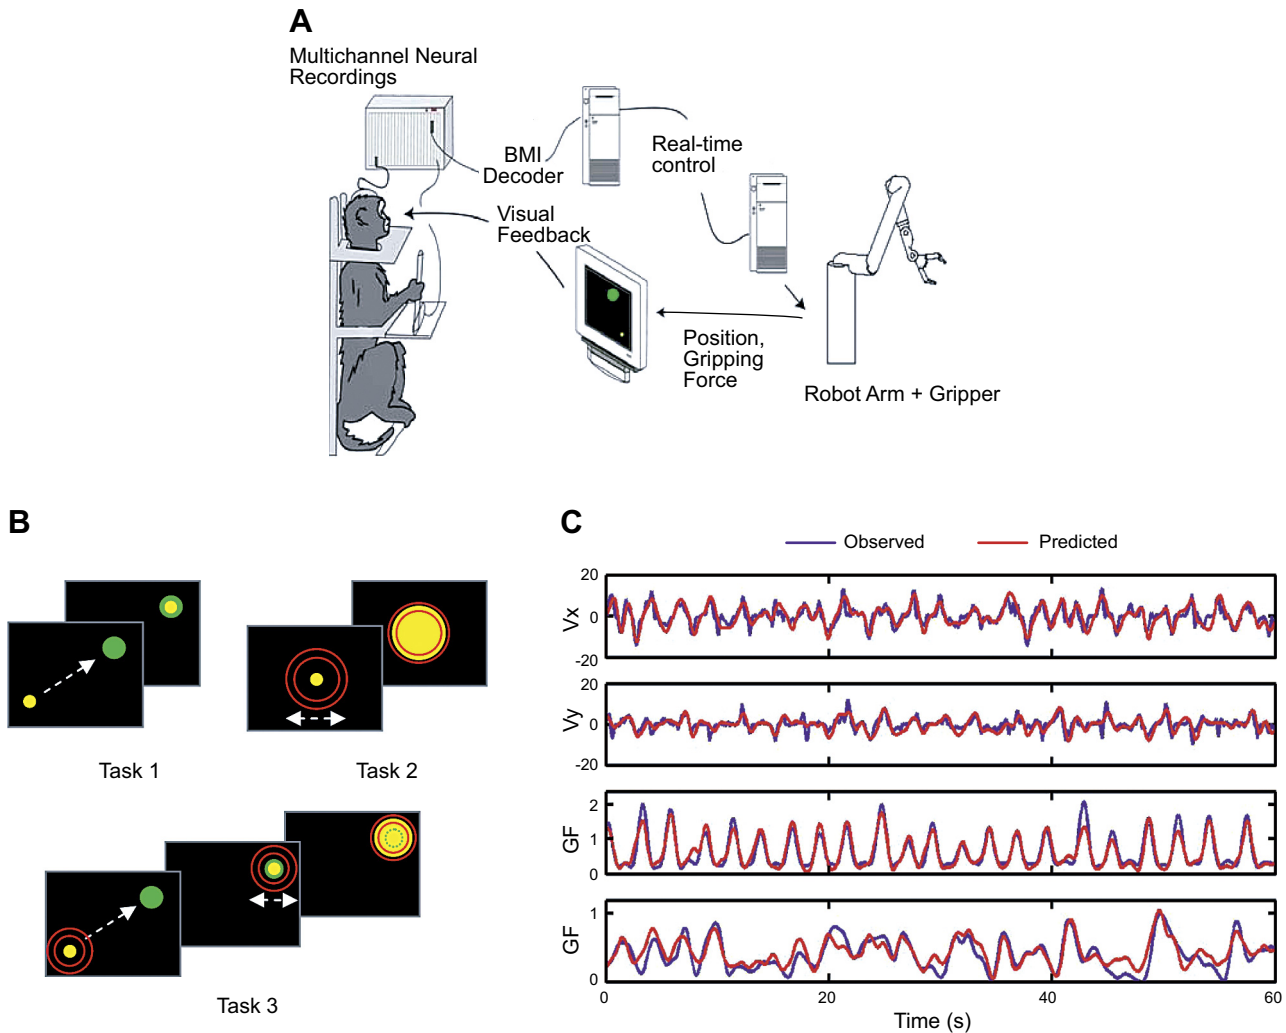 A
Multichannel Neural
Recordings
BMI
Decoder
Real-time
control
Visual
Feedback
Position,
Gripping
Force
Robot Arm + Gripper
B
Task 1
Task 2
Task 3
C
Observed
Predicted
20
Vx
0
-20
20
Vy
0
-20
2
GF
1
0
1
GF
0
0
20
40
60
Time (s)